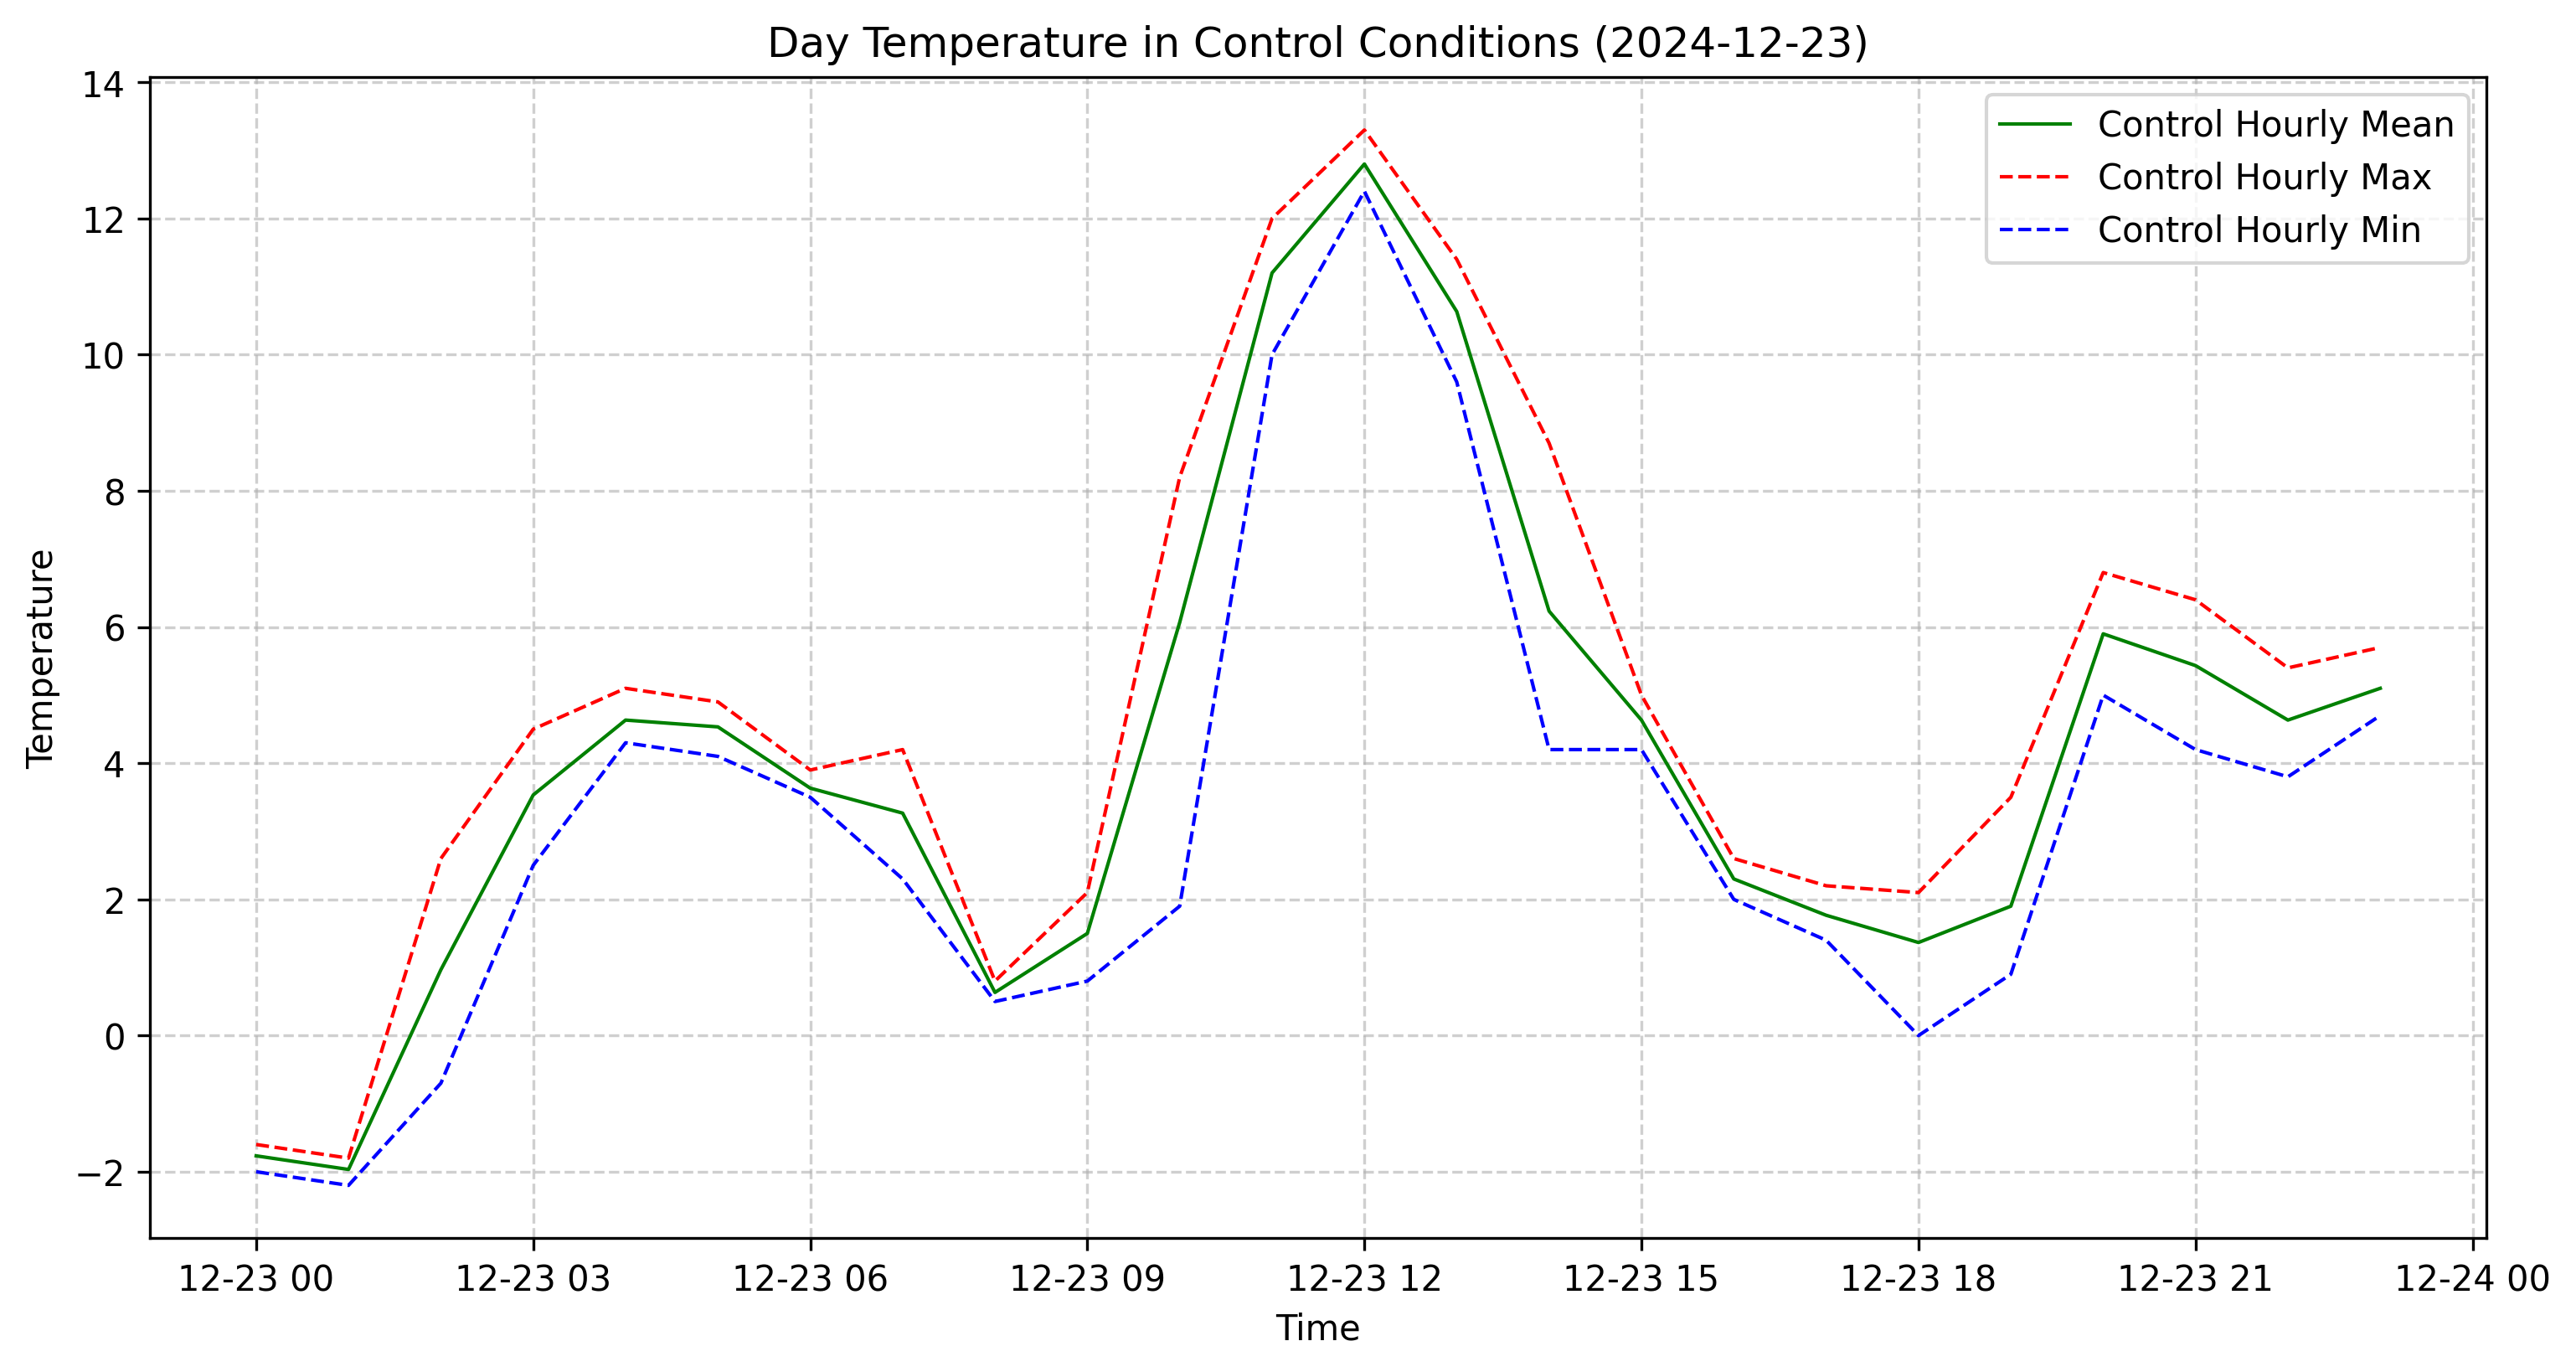 Day Temperature in Control Conditions (2024-12-23)
Control Hourly Mean
Control Hourly Max
Control Hourly Min
14
12
10
8
6
4
2
0
−2
Temperature
12-23 00 12-23 03 12-23 06 12-23 09 12-23 12 12-23 15 12-23 18 12-23 21 12-24 00
Time